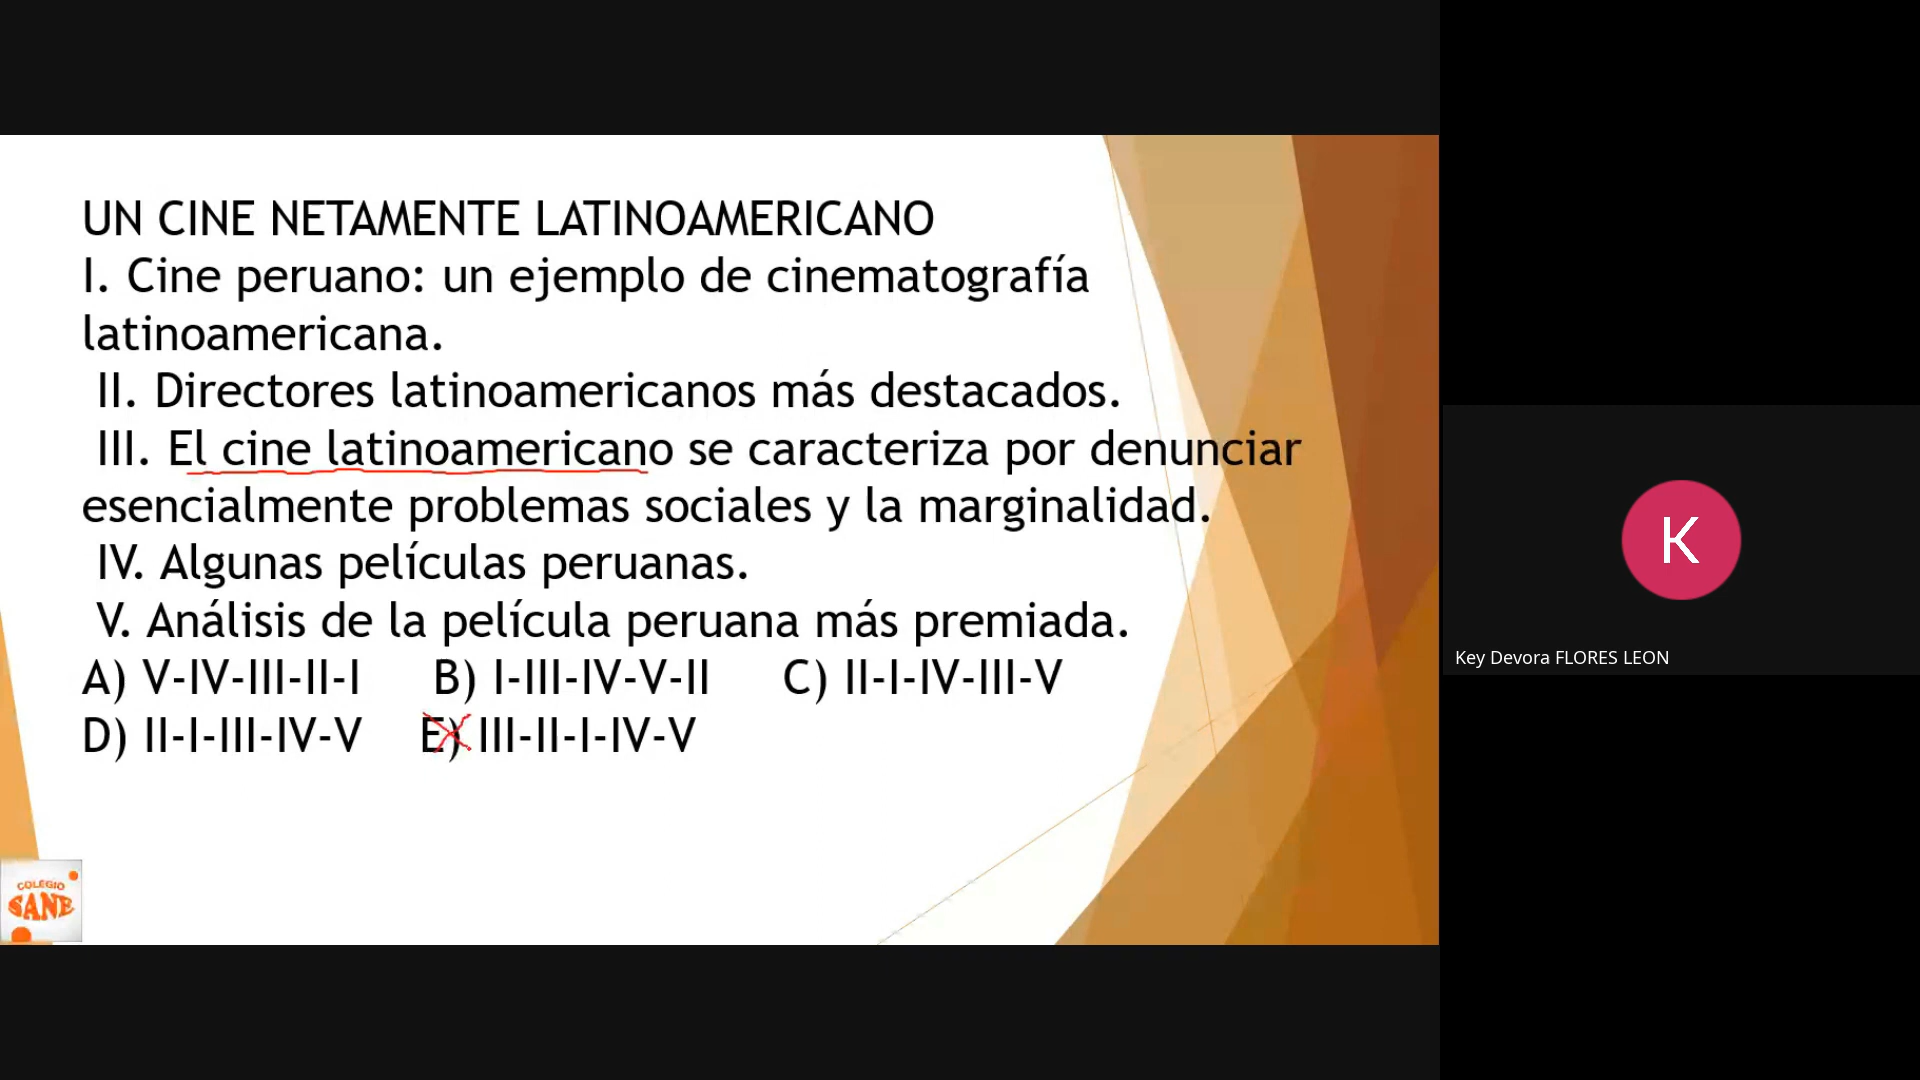 UN CINE NETAMENTE LATINOAMERICANO
I. Cine peruano: un ejemplo de cinematografía
latinoamericana.
II. Directores latinoamericanos más destacados.
III. El cine latinoamericano se caracteriza por denunciar
esencialmente problemas sociales y la marginalidad.
IV. Algunas películas peruanas.
V. Análisis de la película peruana más premiada.
A) V-IV-III-II-I B) I-III-IV-V-II C) II-I-IV-III-V
D) II-I-III-IV-V E) III-II-I-IV-V
COLEGIO
SANE
K
Key Devora FLORES LEON